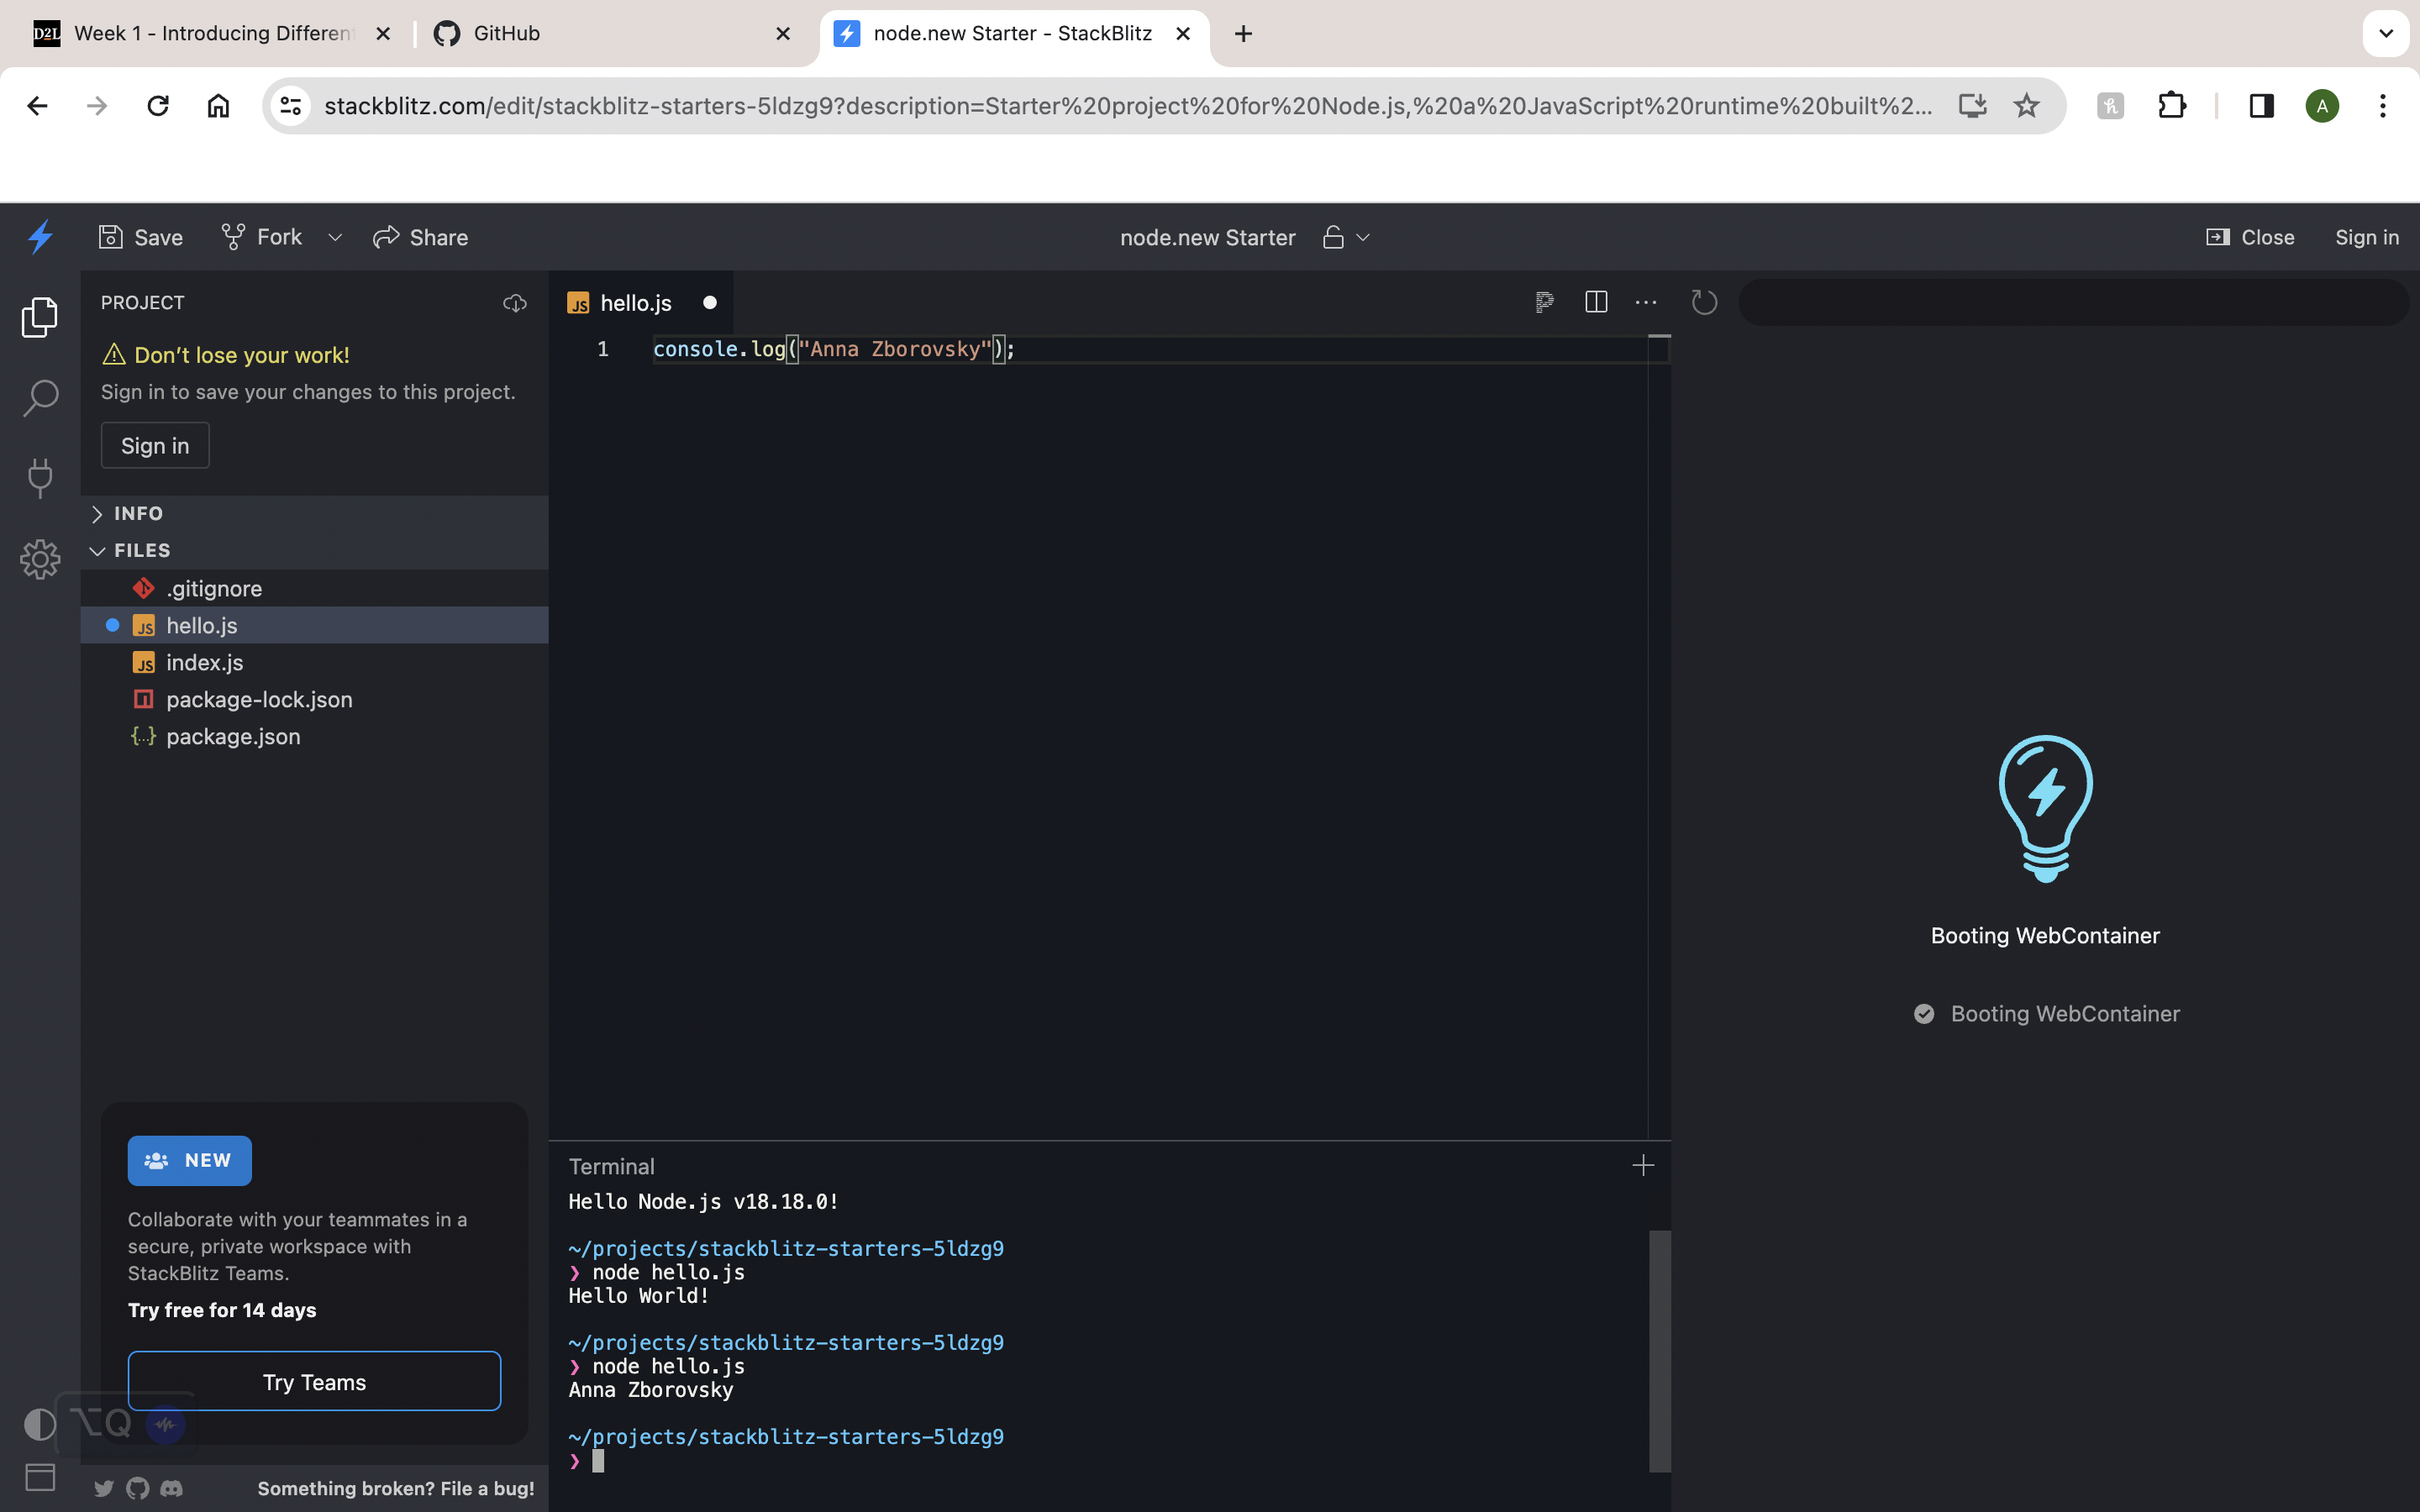 D2L Week 1 - Introducing Different
GitHub
node.new Starter - StackBlitz
stackblitz.com/edit/stackblitz-starters-5ldzg9?description=Starter%20project%20for%20Node.js,%20a%20JavaScript%20runtime%20built%2...
A
Save
Fork
Share
node.new Starter
Close
Sign in
PROJECT
Don’t lose your work!
Sign in to save your changes to this project.
Sign in
INFO
FILES
.gitignore
JS hello.js
JS index.js
package-lock.json
{..} package.json
NEW
Collaborate with your teammates in a
secure, private workspace with
StackBlitz Teams.
Try free for 14 days
Try Teams
⌥Q
Something broken? File a bug!
JS hello.js
1 console.log("Anna Zborovsky");
Terminal
Hello Node.js v18.18.0!
~/projects/stackblitz-starters-5ldzg9
❯ node hello.js
Hello World!
~/projects/stackblitz-starters-5ldzg9
❯ node hello.js
Anna Zborovsky
~/projects/stackblitz-starters-5ldzg9
❯
Booting WebContainer
Booting WebContainer